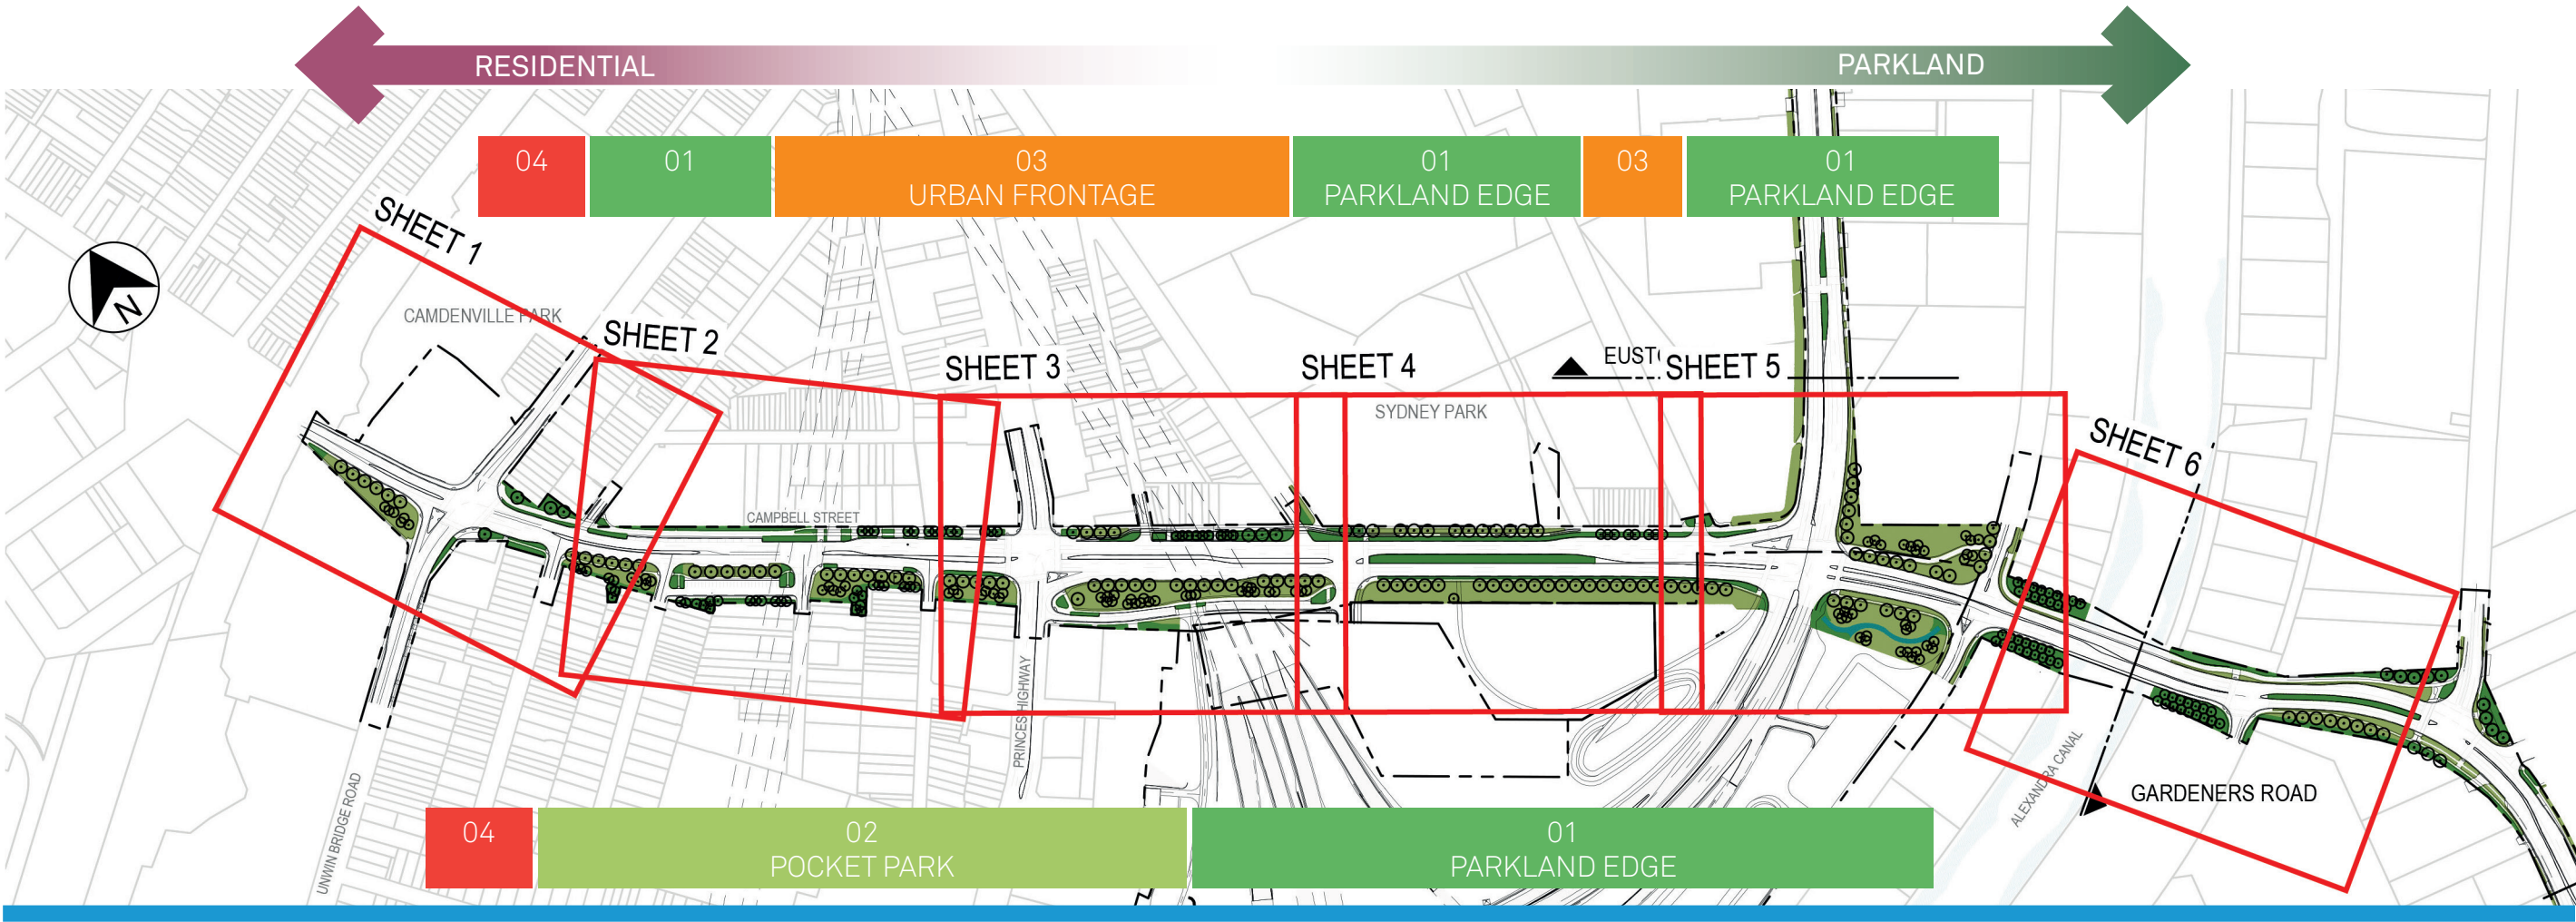 RESIDENTIAL
PARKLAND
04
01
03
URBAN FRONTAGE
01
PARKLAND EDGE
03
01
PARKLAND EDGE
SHEET 1
N
CAMDENVILLE PARK
SHEET 2
SHEET 3
SHEET 4
EUST
SHEET 5
SYDNEY PARK
SHEET 6
CAMPBELL STREET
PRINCES HIGHWAY
UNWIN BRIDGE ROAD
ALEXANDRA CANAL
GARDENERS ROAD
04
02
POCKET PARK
01
PARKLAND EDGE